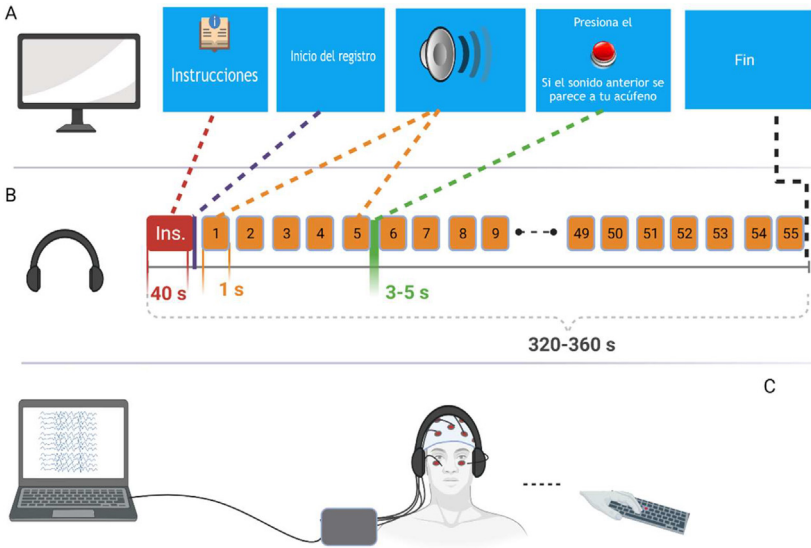 A
Instrucciones
Inicio del registro
Presiona el
Si el sonido anterior se
parece a tu acúfeno
Fin
B
Ins.
1
2
3
4
5
6
7
8
9
49
50
51
52
53
54
55
40 s
1 s
3-5 s
320-360 s
C